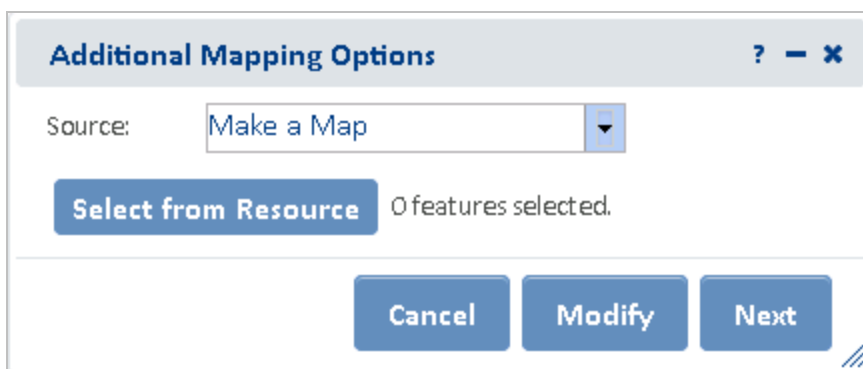 Additional Mapping Options ? – ×
Source: Make a Map
Select from Resource 0 features selected.
Cancel Modify Next